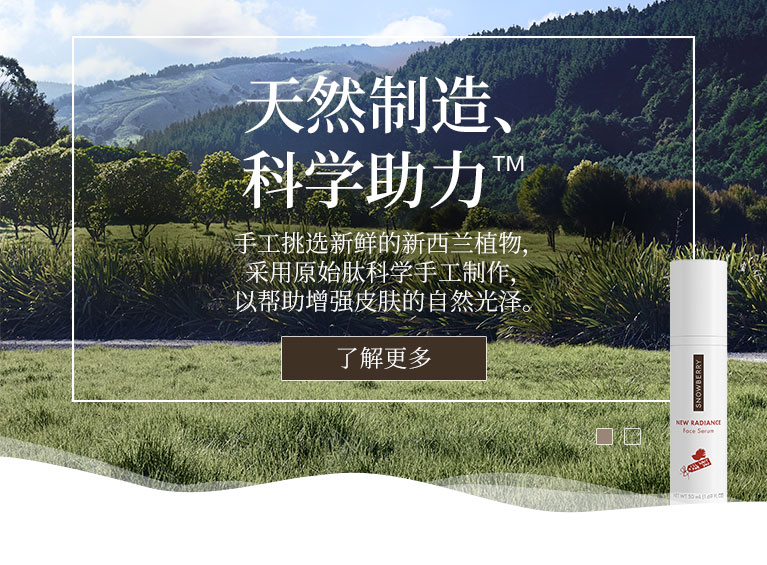 天然制造、
科学助力™
手工挑选新鲜的新西兰植物,
采用原始肽科学手工制作,
以帮助增强皮肤的自然光泽。
了解更多
SNOWBERRY
NEW RADIANCE
Face Serum
NET WT 50 mL (1.69 fl. oz)